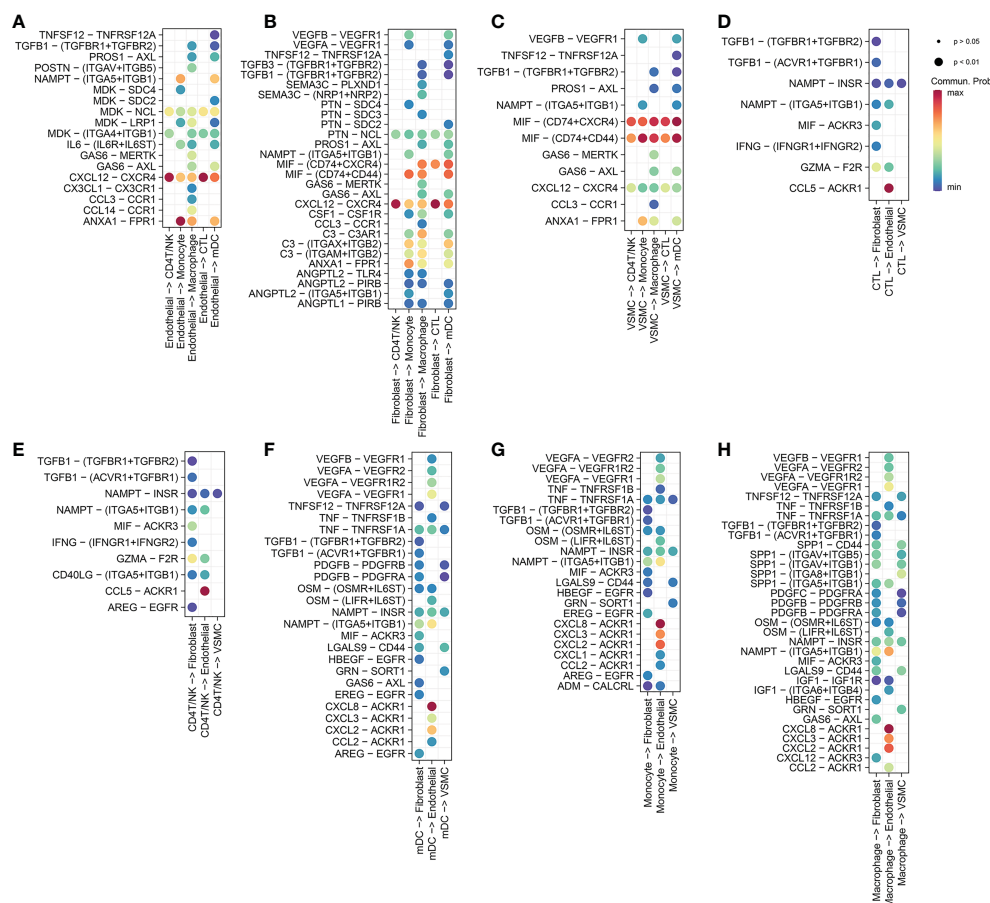 A
TNFSF12 − TNFRSF12A
TGFB1 − (TGFBR1+TGFBR2)
PROS1 − AXL
POSTN − (ITGAV+ITGB5)
NAMPT − (ITGA5+ITGB1)
MDK − SDC4
MDK − SDC2
MDK − NCL
MDK − LRP1
MDK − (ITGA4+ITGB1)
IL6 − (IL6R+IL6ST)
GAS6 − MERTK
GAS6 − AXL
CXCL12 − CXCR4
CX3CL1 − CX3CR1
CCL3 − CCR1
CCL14 − CCR1
ANXA1 − FPR1
Endothelial −> CD4T/NK
Endothelial −> Monocyte
Endothelial −> Macrophage
Endothelial −> CTL
Endothelial −> mDC
B
VEGFB − VEGFR1
VEGFA − VEGFR1
TNFSF12 − TNFRSF12A
TGFB3 − (TGFBR1+TGFBR2)
TGFB1 − (TGFBR1+TGFBR2)
SEMA3C − PLXND1
SEMA3C − (NRP1+NRP2)
PTN − SDC4
PTN − SDC3
PTN − SDC2
PTN − NCL
PROS1 − AXL
NAMPT − (ITGA5+ITGB1)
MIF − (CD74+CXCR4)
MIF − (CD74+CD44)
GAS6 − MERTK
GAS6 − AXL
CXCL12 − CXCR4
CSF1 − CSF1R
CCL3 − CCR1
C3 − C3AR1
C3 − (ITGAX+ITGB2)
C3 − (ITGAM+ITGB2)
ANXA1 − FPR1
ANGPTL2 − TLR4
ANGPTL2 − PIRB
ANGPTL2 − (ITGA5+ITGB1)
ANGPTL1 − PIRB
Fibroblast −> CD4T/NK
Fibroblast −> Monocyte
Fibroblast −> Macrophage
Fibroblast −> CTL
Fibroblast −> mDC
C
VEGFB − VEGFR1
TNFSF12 − TNFRSF12A
TGFB1 − (TGFBR1+TGFBR2)
PROS1 − AXL
NAMPT − (ITGA5+ITGB1)
MIF − (CD74+CXCR4)
MIF − (CD74+CD44)
GAS6 − MERTK
GAS6 − AXL
CXCL12 − CXCR4
CCL3 − CCR1
ANXA1 − FPR1
VSMC −> CD4T/NK
VSMC −> Monocyte
VSMC −> Macrophage
VSMC −> CTL
VSMC −> mDC
D
TGFB1 − (TGFBR1+TGFBR2)
TGFB1 − (ACVR1+TGFBR1)
NAMPT − INSR
NAMPT − (ITGA5+ITGB1)
MIF − ACKR3
IFNG − (IFNGR1+IFNGR2)
GZMA − F2R
CCL5 − ACKR1
CTL −> Fibroblast
CTL −> Endothelial
CTL −> VSMC
p > 0.05
p < 0.01
Commun. Prob
max
min
E
TGFB1 − (TGFBR1+TGFBR2)
TGFB1 − (ACVR1+TGFBR1)
NAMPT − INSR
NAMPT − (ITGA5+ITGB1)
MIF − ACKR3
IFNG − (IFNGR1+IFNGR2)
GZMA − F2R
CD40LG − (ITGA5+ITGB1)
CCL5 − ACKR1
AREG − EGFR
CD4T/NK −> Fibroblast
CD4T/NK −> Endothelial
CD4T/NK −> VSMC
F
VEGFB − VEGFR1
VEGFA − VEGFR2
VEGFA − VEGFR1R2
VEGFA − VEGFR1
TNFSF12 − TNFRSF12A
TNF − TNFRSF1B
TNF − TNFRSF1A
TGFB1 − (TGFBR1+TGFBR2)
TGFB1 − (ACVR1+TGFBR1)
PDGFB − PDGFRB
PDGFB − PDGFRA
OSM − (OSMR+IL6ST)
OSM − (LIFR+IL6ST)
NAMPT − INSR
NAMPT − (ITGA5+ITGB1)
MIF − ACKR3
LGALS9 − CD44
HBEGF − EGFR
GRN − SORT1
GAS6 − AXL
EREG − EGFR
CXCL8 − ACKR1
CXCL3 − ACKR1
CXCL2 − ACKR1
CCL2 − ACKR1
AREG − EGFR
mDC −> Fibroblast
mDC −> Endothelial
mDC −> VSMC
G
VEGFA − VEGFR2
VEGFA − VEGFR1R2
VEGFA − VEGFR1
TNF − TNFRSF1B
TNF − TNFRSF1A
TGFB1 − (TGFBR1+TGFBR2)
TGFB1 − (ACVR1+TGFBR1)
OSM − (OSMR+IL6ST)
OSM − (LIFR+IL6ST)
NAMPT − INSR
NAMPT − (ITGA5+ITGB1)
MIF − ACKR3
LGALS9 − CD44
HBEGF − EGFR
GRN − SORT1
EREG − EGFR
CXCL8 − ACKR1
CXCL3 − ACKR1
CXCL2 − ACKR1
CXCL1 − ACKR1
CCL2 − ACKR1
AREG − EGFR
ADM − CALCRL
Monocyte −> Fibroblast
Monocyte −> Endothelial
Monocyte −> VSMC
H
VEGFB − VEGFR1
VEGFA − VEGFR2
VEGFA − VEGFR1R2
VEGFA − VEGFR1
TNFSF12 − TNFRSF12A
TNF − TNFRSF1B
TNF − TNFRSF1A
TGFB1 − (TGFBR1+TGFBR2)
TGFB1 − (ACVR1+TGFBR1)
SPP1 − CD44
SPP1 − (ITGAV+ITGB5)
SPP1 − (ITGAV+ITGB1)
SPP1 − (ITGA8+ITGB1)
SPP1 − (ITGA5+ITGB1)
PDGFC − PDGFRA
PDGFB − PDGFRB
PDGFB − PDGFRA
OSM − (OSMR+IL6ST)
OSM − (LIFR+IL6ST)
NAMPT − INSR
NAMPT − (ITGA5+ITGB1)
MIF − ACKR3
LGALS9 − CD44
IGF1 − IGF1R
IGF1 − (ITGA6+ITGB4)
HBEGF − EGFR
GRN − SORT1
GAS6 − AXL
CXCL8 − ACKR1
CXCL3 − ACKR1
CXCL2 − ACKR1
CXCL12 − ACKR3
CCL2 − ACKR1
Macrophage −> Fibroblast
Macrophage −> Endothelial
Macrophage −> VSMC